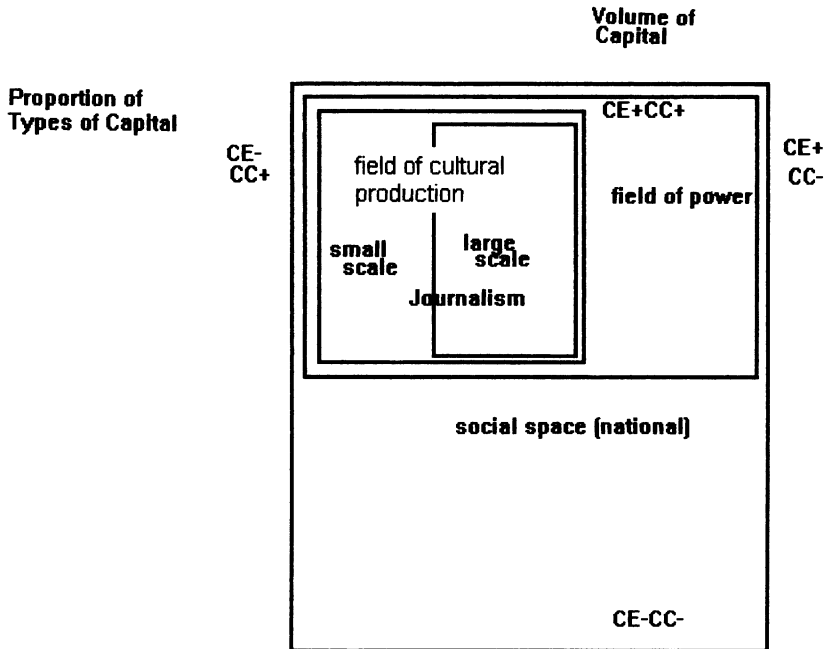 Volume of
Capital
Proportion of
Types of Capital
CE+CC+
CE-
CC+
CE+
CC-
field of cultural
production
field of power
small
scale
large
scale
Journalism
social space (national)
CE-CC-